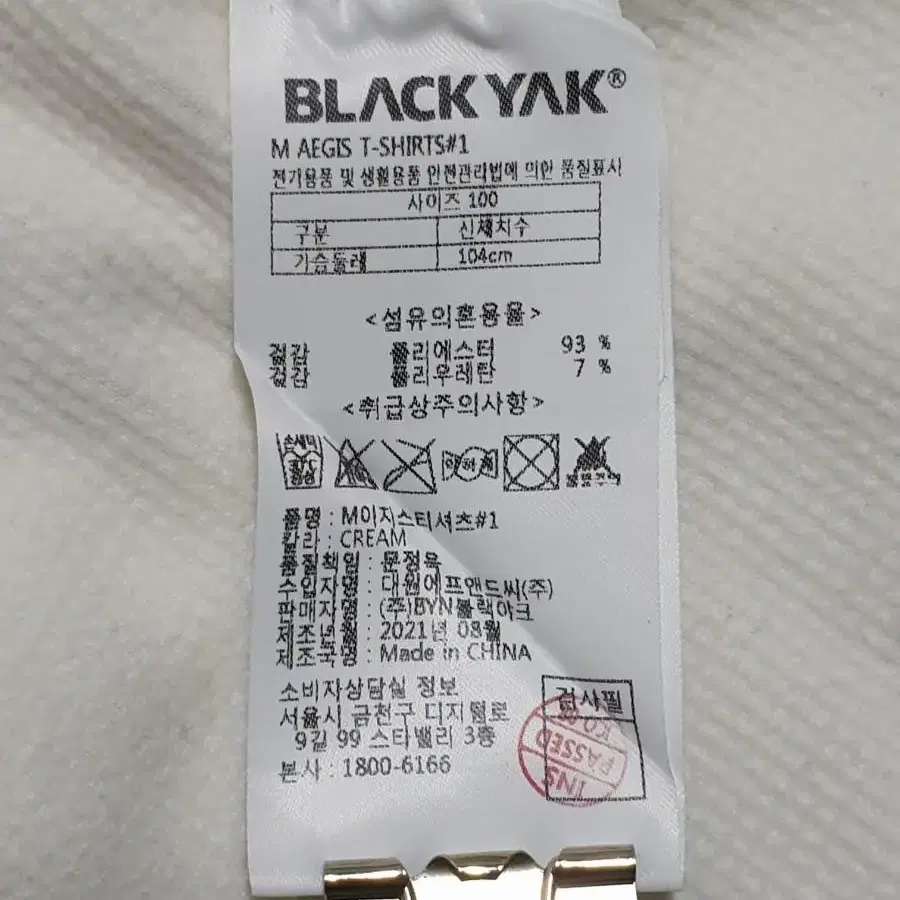 BLACKYAK®
M AEGIS T-SHIRTS#1
전기용품 및 생활용품 안전관리법에 의한 품질표시
사이즈 100
구분 신체치수
가슴둘레 104cm
<섬유의혼용율>
겉감 폴리에스터 93 %
겉감 폴리우레탄 7 %
<취급상주의사항>
손세탁
품명 : M이지스티셔츠#1
칼라 : CREAM
품질책임 : 문정욱
수입자명 : 대원에프앤드씨(주)
판매자명 : (주)BYN블랙야크
제조년월 : 2021년 08월
제조국명 : Made in CHINA
소비자상담실 정보
서울시 금천구 디지털로
9길 99 스타밸리 3층
본사 : 1800-6166
검사필
PASSED
INS